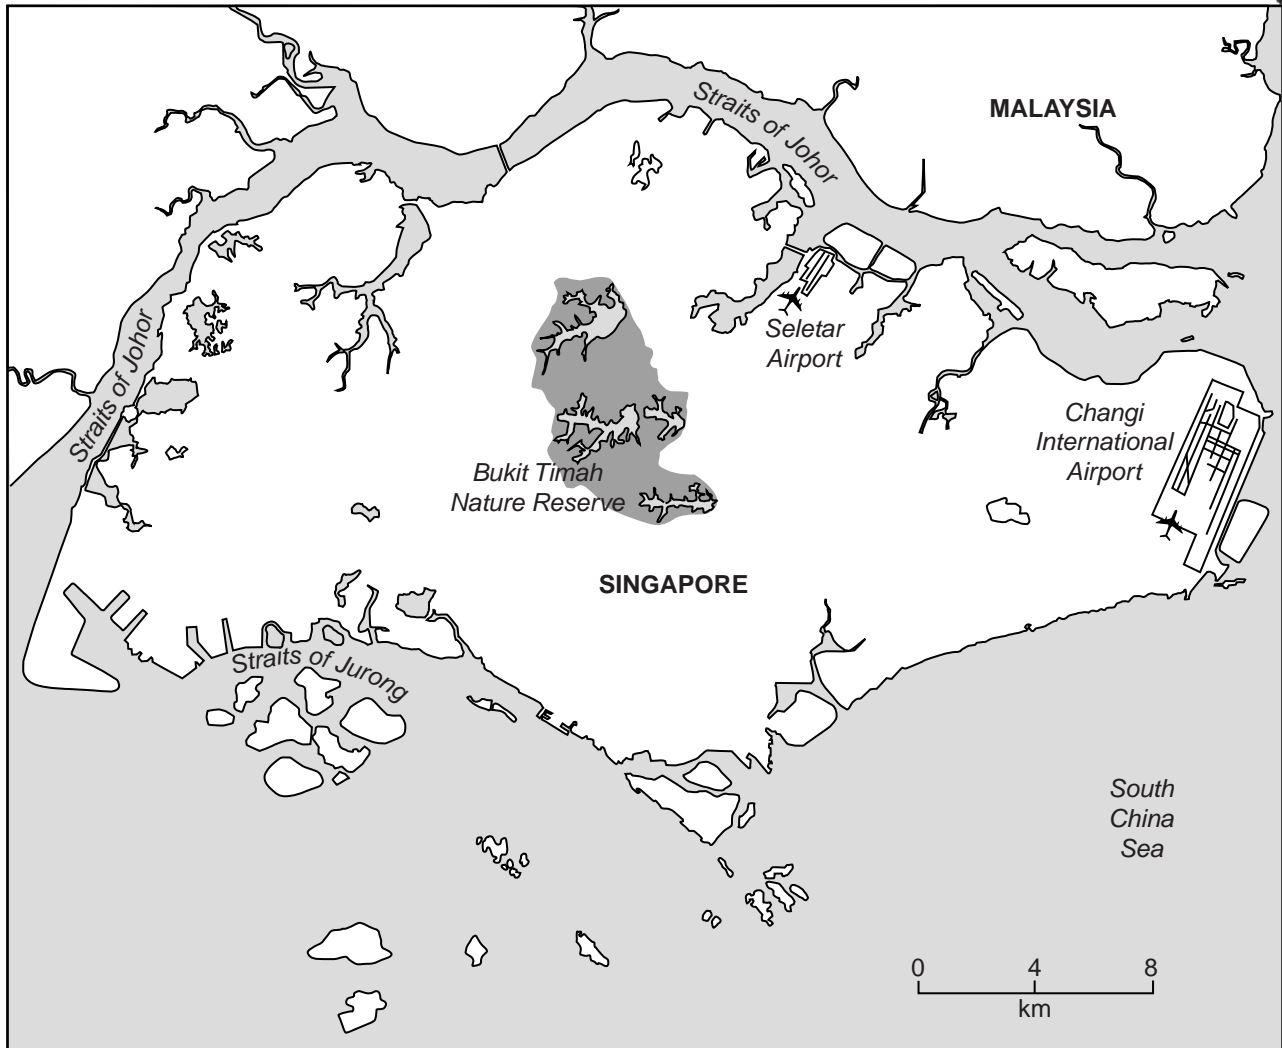 MALAYSIA
Straits of Johor
Straits of Johor
Seletar
Airport
Changi
International
Airport
Bukit Timah
Nature Reserve
SINGAPORE
Straits of Jurong
South
China
Sea
0 4 8
km